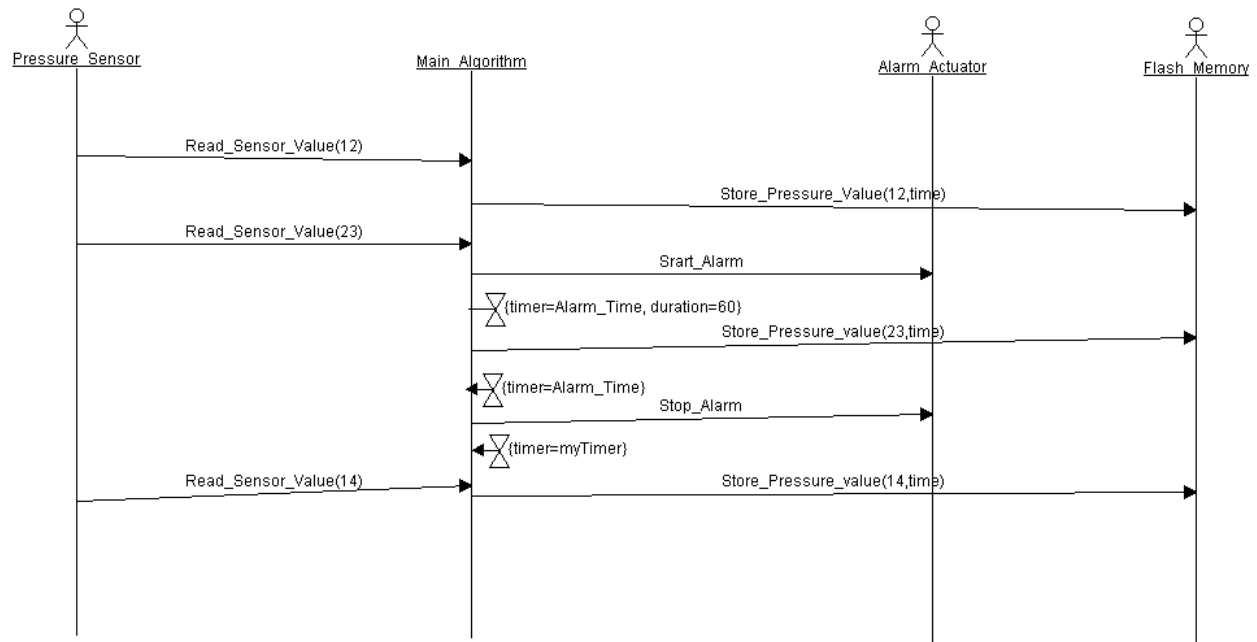 Pressure_Sensor
Main_Algorithm
Alarm_Actuator
Flash_Memory
Read_Sensor_Value(12)
Store_Pressure_Value(12,time)
Read_Sensor_Value(23)
Srart_Alarm
{timer=Alarm_Time, duration=60}
Store_Pressure_value(23,time)
{timer=Alarm_Time}
Stop_Alarm
{timer=myTimer}
Read_Sensor_Value(14)
Store_Pressure_value(14,time)